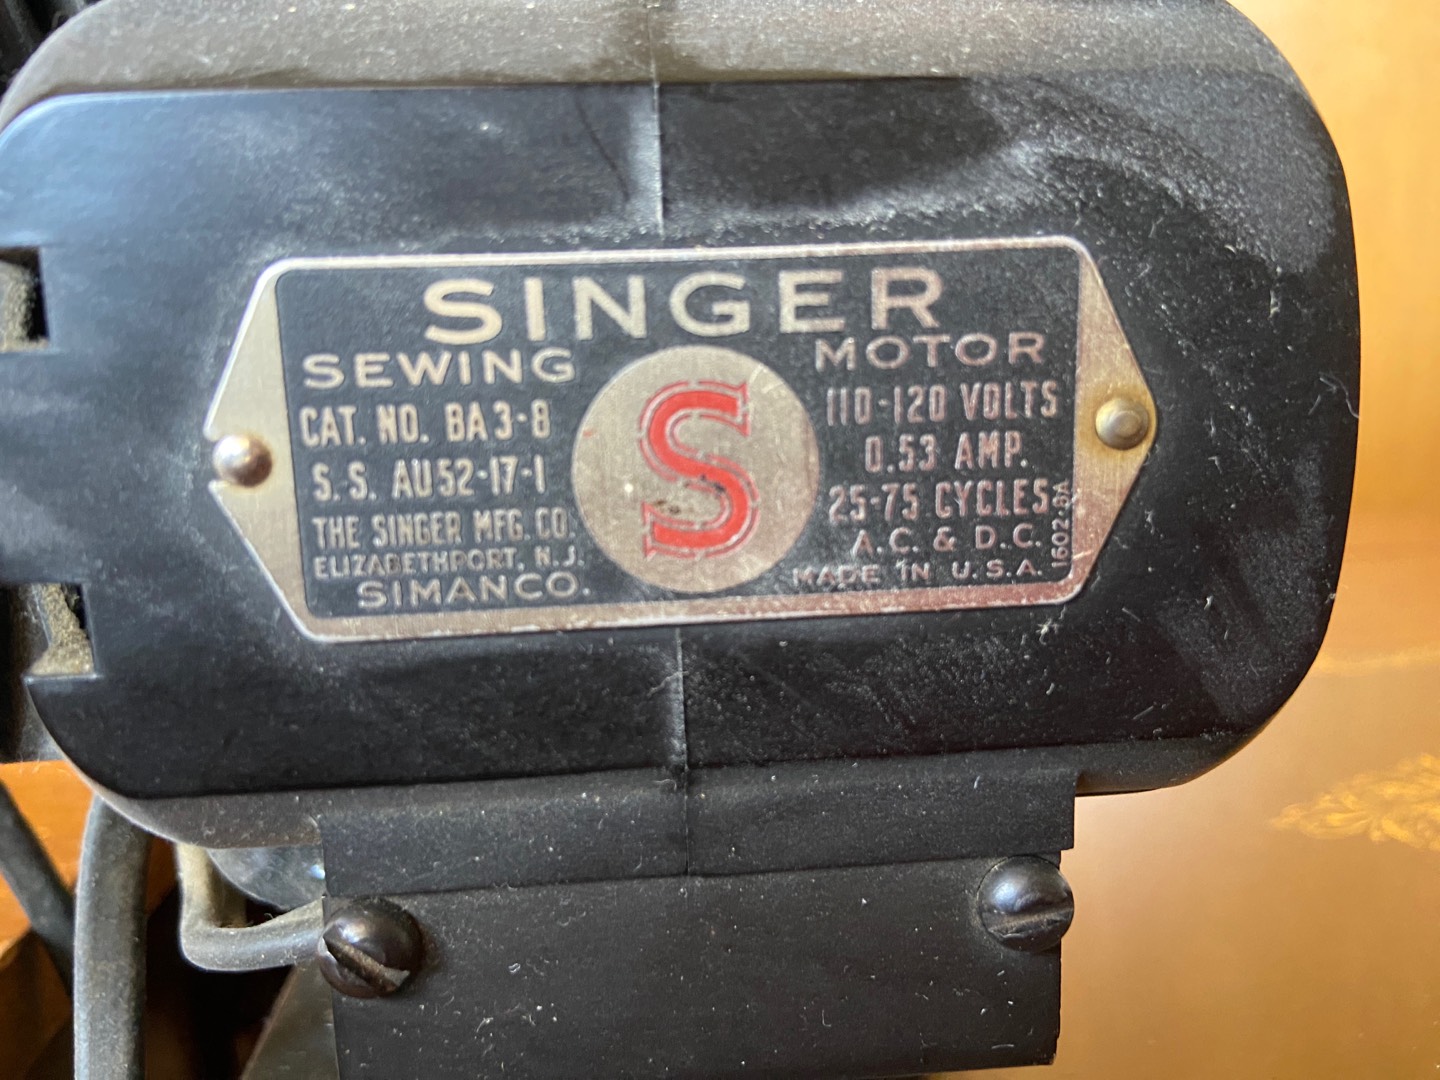 SINGER
SEWING MOTOR
CAT. NO. BA3-8
S.S. AU52-17-1
THE SINGER MFG. CO.
ELIZABETHPORT, N.J.
SIMANCO.
S
110-120 VOLTS
0.53 AMP.
25-75 CYCLES
A.C. & D.C.
MADE IN U.S.A.
1602-BA